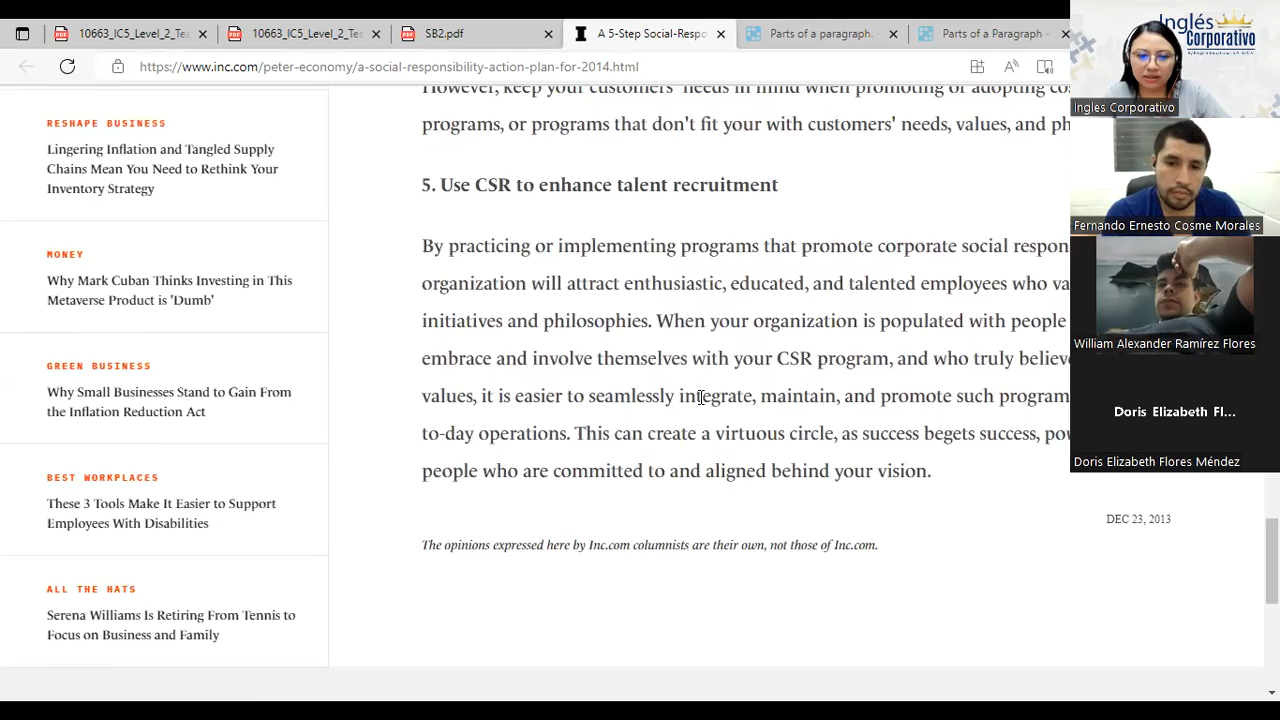 10663_IC5_Level_2_Tea
10663_IC5_Level_2_Te
SB2.pdf
A 5-Step Social-Respo
Parts of a paragraph.
Parts of a Paragraph -
https://www.inc.com/peter-economy/a-social-responsibility-action-plan-for-2014.html
Inglés
Corporativo
Ingles Corporativo
Fernando Ernesto Cosme Morales
William Alexander Ramírez Flores
Doris Elizabeth Fl...
Doris Elizabeth Flores Méndez
RESHAPE BUSINESS
Lingering Inflation and Tangled Supply
Chains Mean You Need to Rethink Your
Inventory Strategy
MONEY
Why Mark Cuban Thinks Investing in This
Metaverse Product is 'Dumb'
GREEN BUSINESS
Why Small Businesses Stand to Gain From
the Inflation Reduction Act
BEST WORKPLACES
These 3 Tools Make It Easier to Support
Employees With Disabilities
ALL THE HATS
Serena Williams Is Retiring From Tennis to
Focus on Business and Family
However, keep your customers' needs in mind when promoting or adopting co
programs, or programs that don't fit your with customers' needs, values, and ph
5. Use CSR to enhance talent recruitment
By practicing or implementing programs that promote corporate social respon
organization will attract enthusiastic, educated, and talented employees who va
initiatives and philosophies. When your organization is populated with people
embrace and involve themselves with your CSR program, and who truly believe
values, it is easier to seamlessly integrate, maintain, and promote such program
to-day operations. This can create a virtuous circle, as success begets success, po
people who are committed to and aligned behind your vision.
DEC 23, 2013
The opinions expressed here by Inc.com columnists are their own, not those of Inc.com.